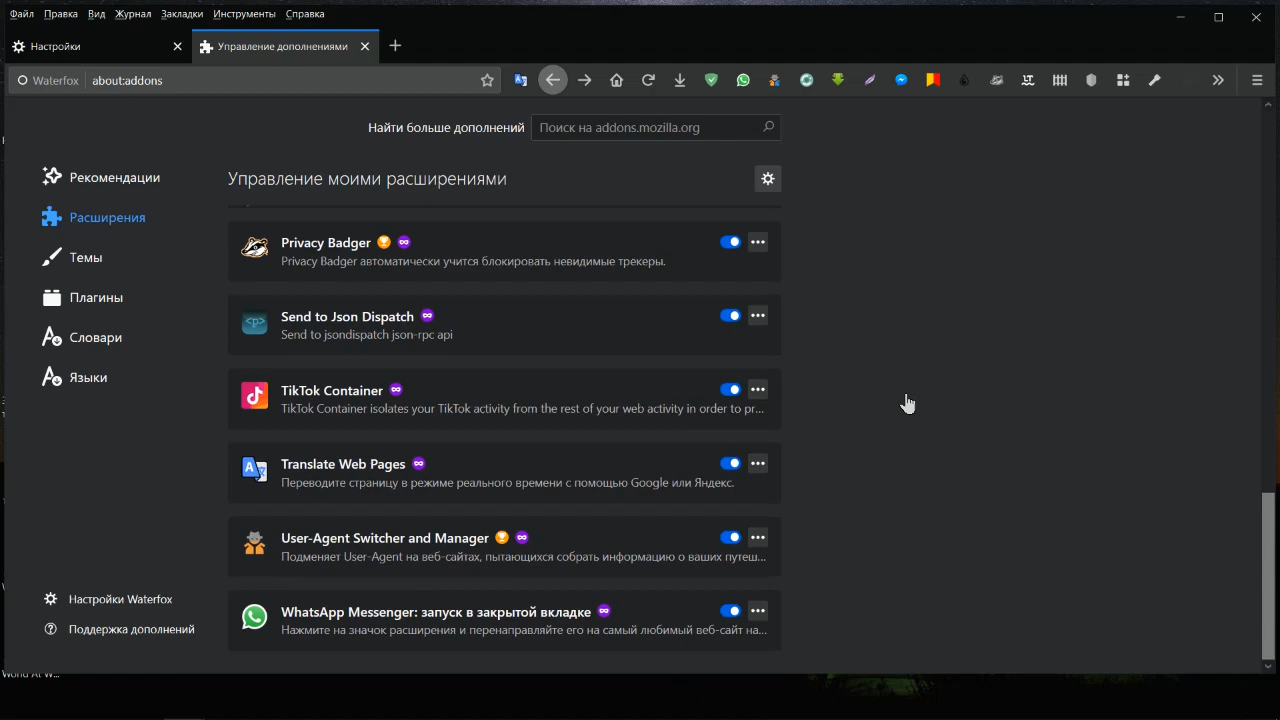 Файл Правка Вид Журнал Закладки Инструменты Справка
Настройки
Управление дополнениями
Waterfox about:addons
Найти больше дополнений
Поиск на addons.mozilla.org
Рекомендации
Расширения
Темы
Плагины
Словари
Языки
Настройки Waterfox
Поддержка дополнений
Управление моими расширениями
Privacy Badger
Privacy Badger автоматически учится блокировать невидимые трекеры.
Send to Json Dispatch
Send to jsondispatch json-rpc api
TikTok Container
TikTok Container isolates your TikTok activity from the rest of your web activity in order to pr...
Translate Web Pages
Переводите страницу в режиме реального времени с помощью Google или Яндекс.
User-Agent Switcher and Manager
Подменяет User-Agent на веб-сайтах, пытающихся собрать информацию о ваших путеш...
WhatsApp Messenger: запуск в закрытой вкладке
Нажмите на значок расширения и перенаправляйте его на самый любимый веб-сайт на...